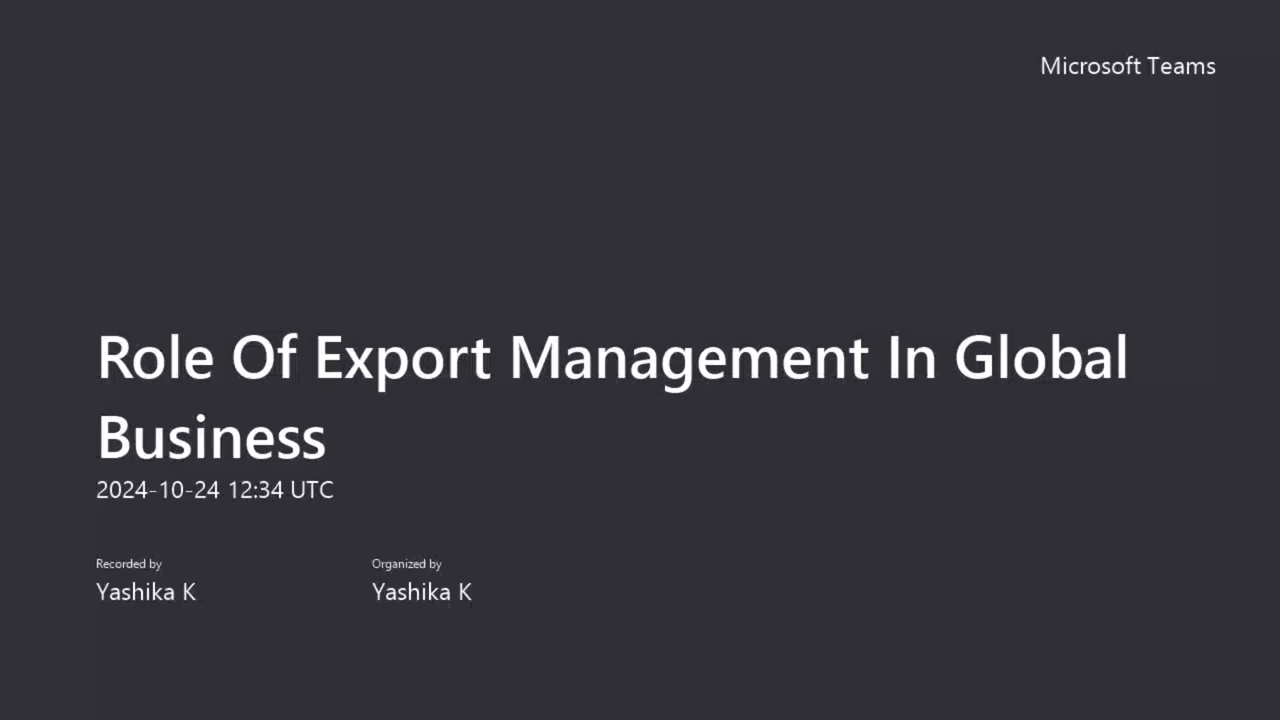 Microsoft Teams
Role Of Export Management In Global
Business
2024-10-24 12:34 UTC
Recorded by
Organized by
Yashika K
Yashika K